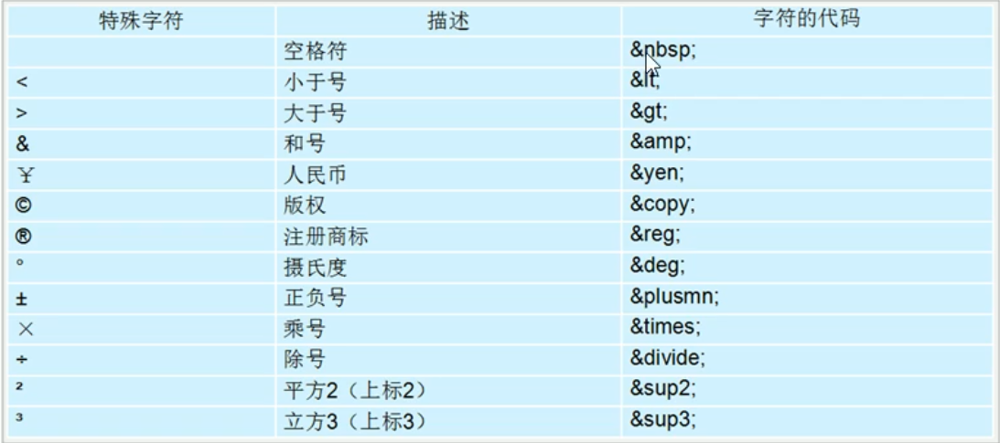 特殊字符 描述 字符的代码
空格符 &nbsp;
< 小于号 &lt;
> 大于号 &gt;
& 和号 &amp;
¥ 人民币 &yen;
© 版权 &copy;
® 注册商标 &reg;
° 摄氏度 &deg;
± 正负号 &plusmn;
× 乘号 &times;
÷ 除号 &divide;
² 平方2（上标2） &sup2;
³ 立方3（上标3） &sup3;